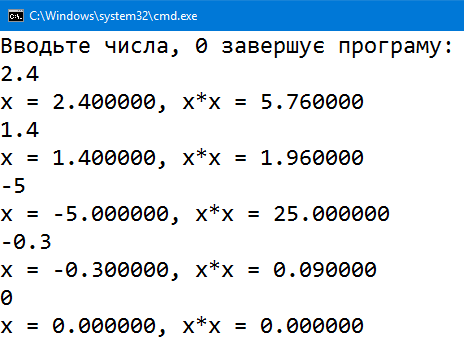 C:\Windows\system32\cmd.exe
Вводьте числа, 0 завершує програму:
2.4
x = 2.400000, x*x = 5.760000
1.4
x = 1.400000, x*x = 1.960000
-5
x = -5.000000, x*x = 25.000000
-0.3
x = -0.300000, x*x = 0.090000
0
x = 0.000000, x*x = 0.000000